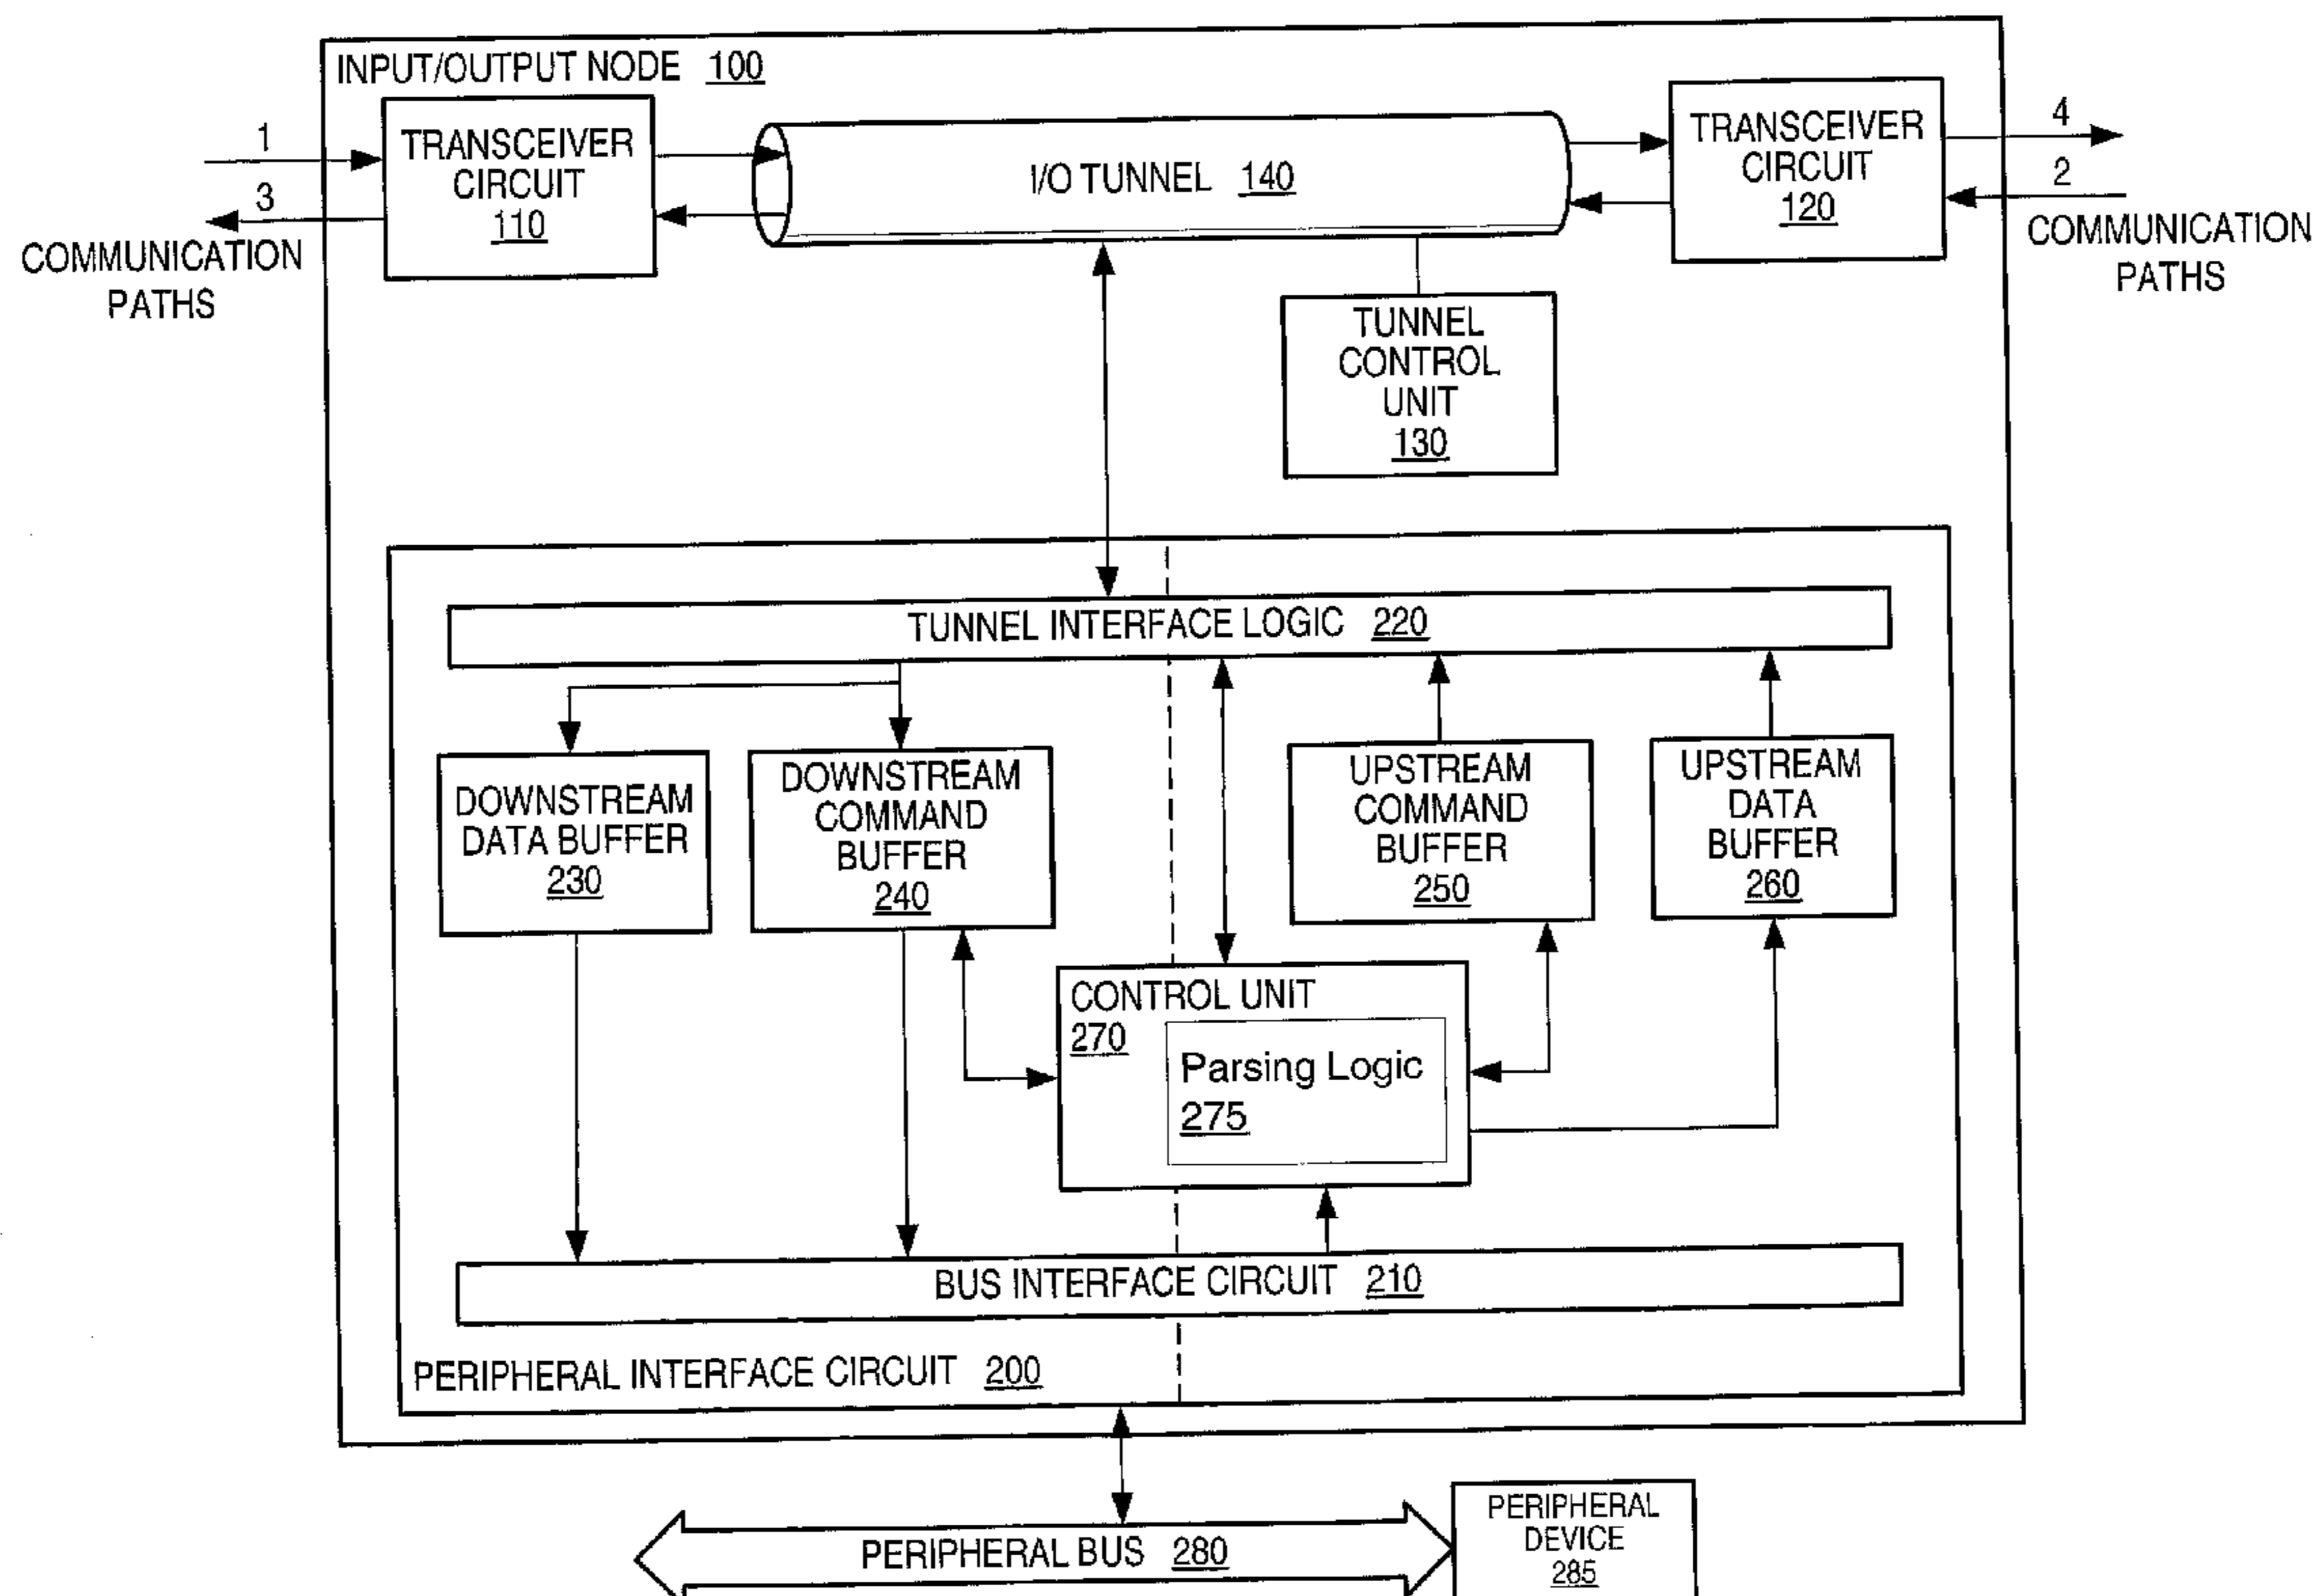 INPUT/OUTPUT NODE 100
1
3
COMMUNICATION
PATHS
TRANSCEIVER
CIRCUIT
110
I/O TUNNEL 140
TRANSCEIVER
CIRCUIT
120
4
2
COMMUNICATION
PATHS
TUNNEL
CONTROL
UNIT
130
TUNNEL INTERFACE LOGIC 220
DOWNSTREAM
DATA BUFFER
230
DOWNSTREAM
COMMAND
BUFFER
240
UPSTREAM
COMMAND
BUFFER
250
UPSTREAM
DATA
BUFFER
260
CONTROL UNIT
270
Parsing Logic
275
BUS INTERFACE CIRCUIT 210
PERIPHERAL INTERFACE CIRCUIT 200
PERIPHERAL BUS 280
PERIPHERAL
DEVICE
285